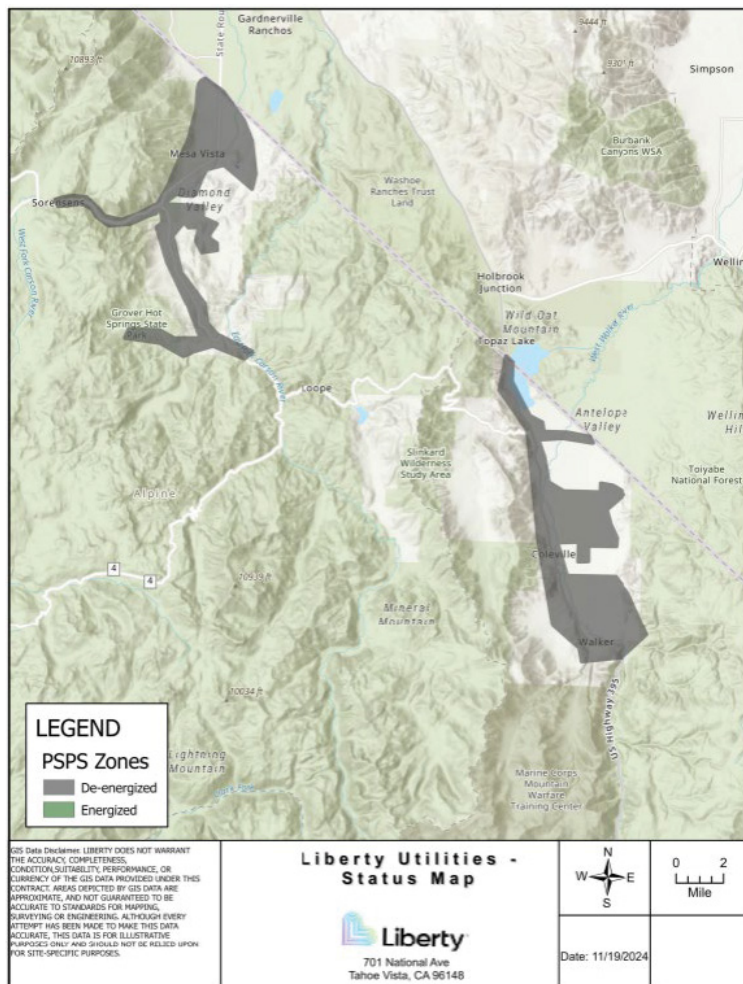 Gardnerville
Ranchos
State Rou
9444 ft
10893 ft
Simpson
Mesa Vista
Burbank
Canyons WSA
Washoe
Ranches Trust
Land
Diamond
Valley
Sorensens
West Fork Carson River
Holbrook
Junction
Wellin
Grover Hot
Springs State
Park
Wild Oat
Mountain
Topaz Lake
West Walker River
Carson River
Loope
Antelope
Valley
Wellin
Hil
Slinkard
Wilderness
Study Area
Toiyabe
National Forest
Alpine
Coleville
4
4
10939 ft
Mineral
Mountain
Walker
US Highway 395
10034 ft
Lightning
Mountain
Marine Corps
Mountain
Warfare
Training Center
LEGEND
PSPS Zones
De-energized
Energized
GIS Data Disclaimer: LIBERTY DOES NOT WARRANT
THE ACCURACY, COMPLETENESS,
CONDITION,SUITABILITY, PERFORMANCE, OR
CURRENCY OF THE GIS DATA PROVIDED UNDER THIS
CONTRACT. AREAS DEPICTED BY GIS DATA ARE
APPROXIMATE, AND NOT GUARANTEED TO BE
ACCURATE TO STANDARDS FOR MAPPING,
SURVEYING OR ENGINEERING. ALTHOUGH EVERY
ATTEMPT HAS BEEN MADE TO MAKE THIS DATA
ACCURATE, THIS DATA IS FOR ILLUSTRATIVE
PURPOSES ONLY AND SHOULD NOT BE RELIED UPON
FOR SITE-SPECIFIC PURPOSES.
Liberty Utilities -
Status Map
Liberty
701 National Ave
Tahoe Vista, CA 96148
N
W E
S
0 2
Mile
Date: 11/19/2024